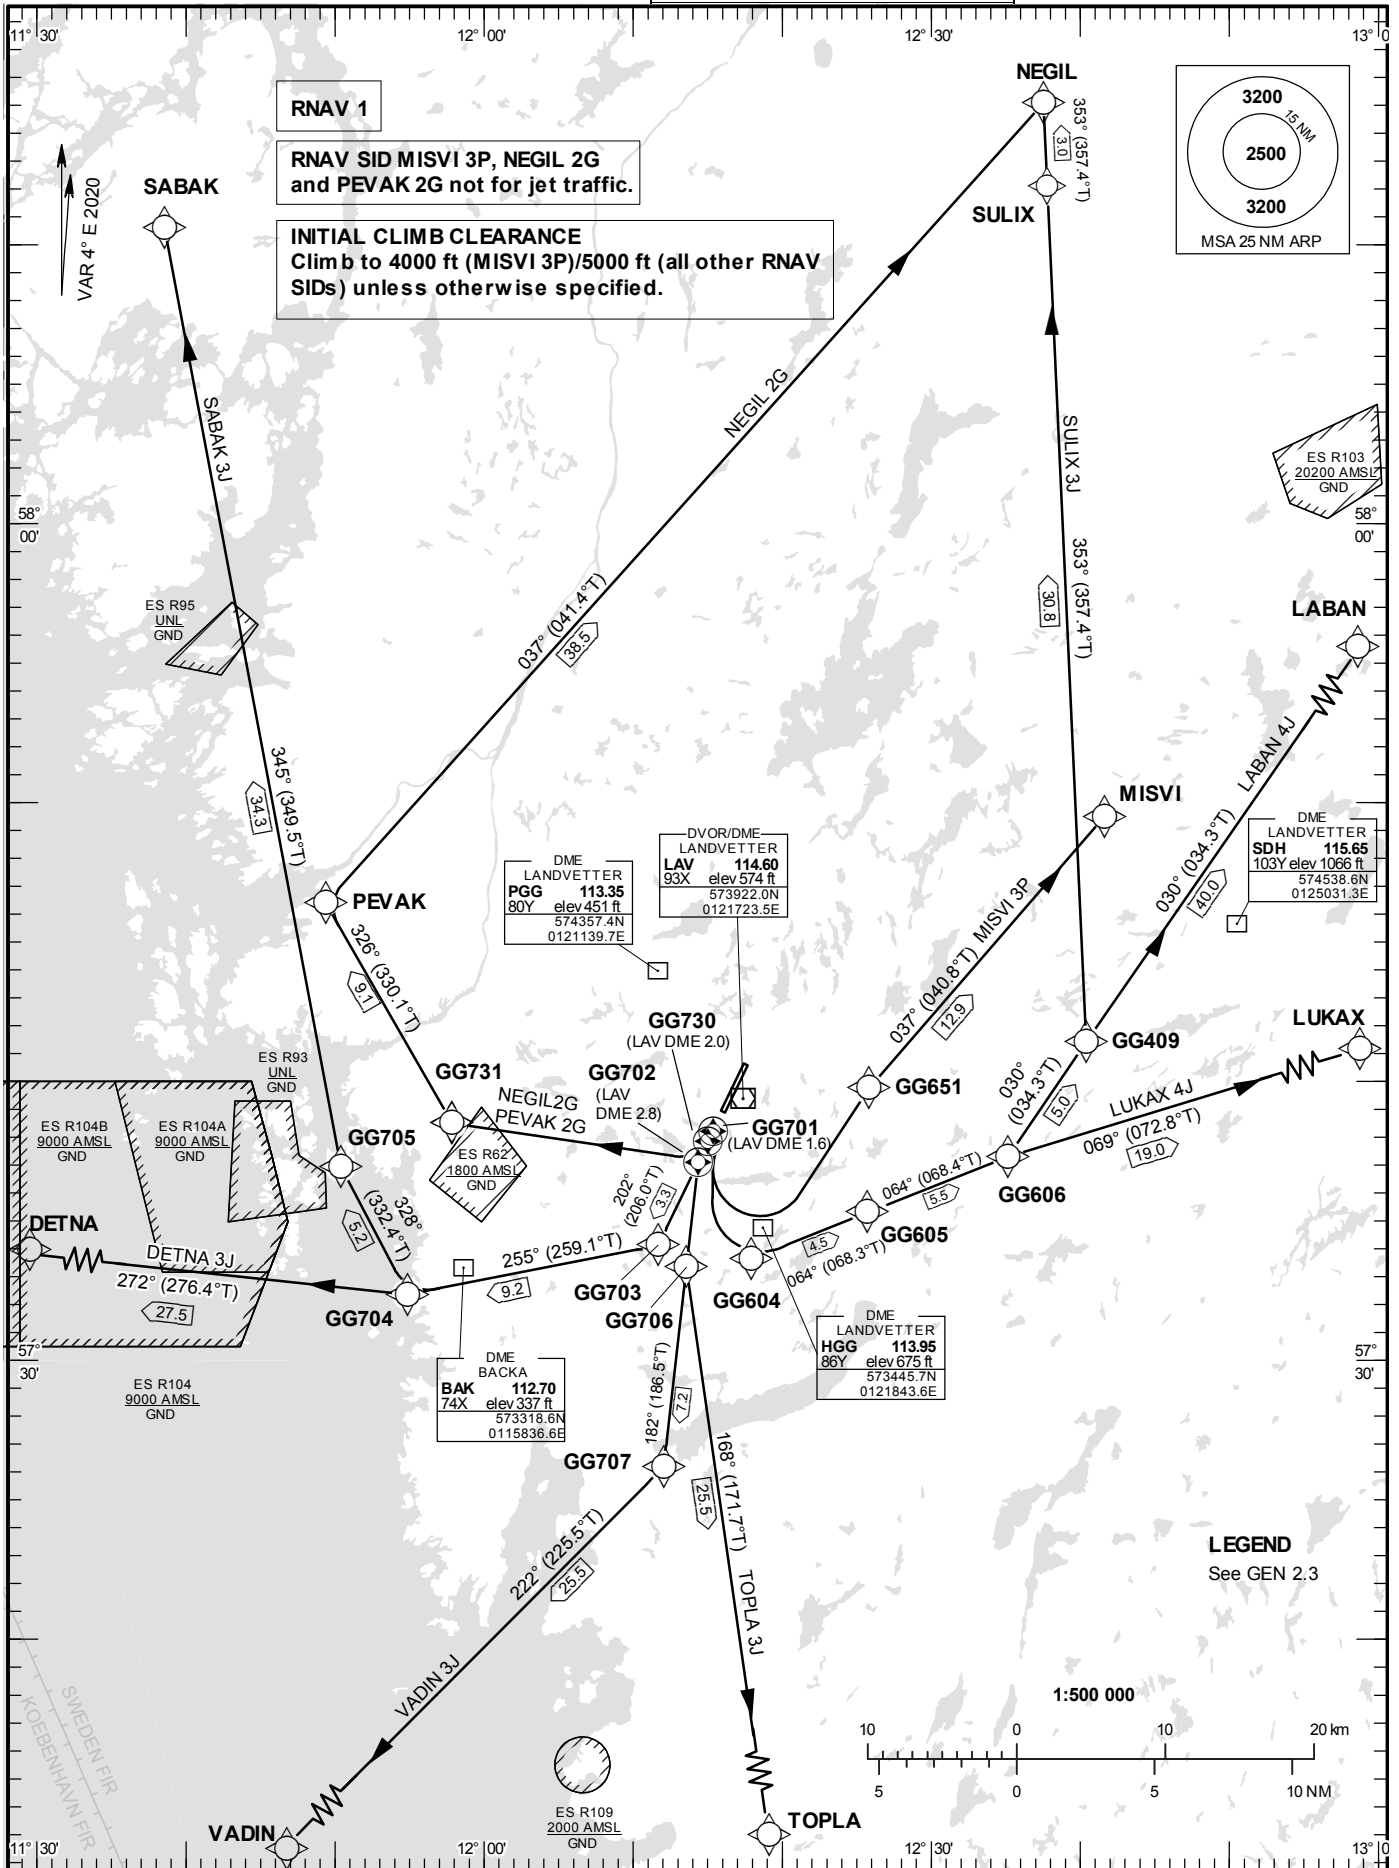 11° 30'
12° 00'
12° 30'
13° 0
RNAV 1
RNAV SID MISVI 3P, NEGIL 2G
and PEVAK 2G not for jet traffic.
INITIAL CLIMB CLEARANCE
Climb to 4000 ft (MISVI 3P)/5000 ft (all other RNAV
SIDs) unless otherwise specified.
VAR 4° E 2020
SABAK
NEGIL
353° (357.4°T)
3.0
SULIX
3200
15 NM
2500
3200
MSA 25 NM ARP
SABAK 3J
NEGIL 2G
SULIX 3J
ES R103
20200 AMSL
GND
58°
00'
58°
00'
353° (357.4°T)
30.8
037° (041.4°T)
38.5
ES R95
UNL
GND
LABAN
LABAN 4J
345° (349.5°T)
34.3
MISVI
DME
LANDVETTER
SDH 115.65
103Y elev 1066 ft
574538.6N
0125031.3E
030° (034.3°T)
40.0
DVOR/DME
LANDVETTER
LAV 114.60
93X elev 574 ft
573922.0N
0121723.5E
DME
LANDVETTER
PGG 113.35
80Y elev 451 ft
574357.4N
0121139.7E
PEVAK
326° (330.1°T)
9.1
MISVI 3P
037° (040.8°T)
12.9
GG730
(LAV DME 2.0)
GG409
LUKAX
ES R93
UNL
GND
GG731
GG702
(LAV
DME 2.8)
GG651
NEGIL2G
PEVAK 2G
GG701
(LAV DME 1.6)
030°
(034.3°T)
5.0
LUKAX 4J
069° (072.8°T)
19.0
ES R104B
9000 AMSL
GND
ES R104A
9000 AMSL
GND
GG705
ES R62
1800 AMSL
GND
202°
(206.0°T)
3.3
064° (068.4°T)
5.5
GG606
GG605
328°
(332.4°T)
5.2
DETNA
DETNA 3J
272° (276.4°T)
27.5
255° (259.1°T)
9.2
4.5
064° (068.3°T)
GG704
GG703
GG706
GG604
DME
LANDVETTER
HGG 113.95
86Y elev 675 ft
573445.7N
0121843.6E
57°
30'
57°
30'
DME
BACKA
BAK 112.70
74X elev 337 ft
573318.6N
0115836.6E
ES R104
9000 AMSL
GND
182° (186.5°T)
7.2
GG707
168° (171.7°T)
25.5
TOPLA 3J
222° (225.5°T)
25.5
LEGEND
See GEN 2.3
VADIN 3J
SWEDEN FIR
KOEBENHAVN FIR
1:500 000
10 0 10 20 km
5 0 5 10 NM
ES R109
2000 AMSL
GND
VADIN
TOPLA
11° 30'
12° 00'
12° 30'
13° 0